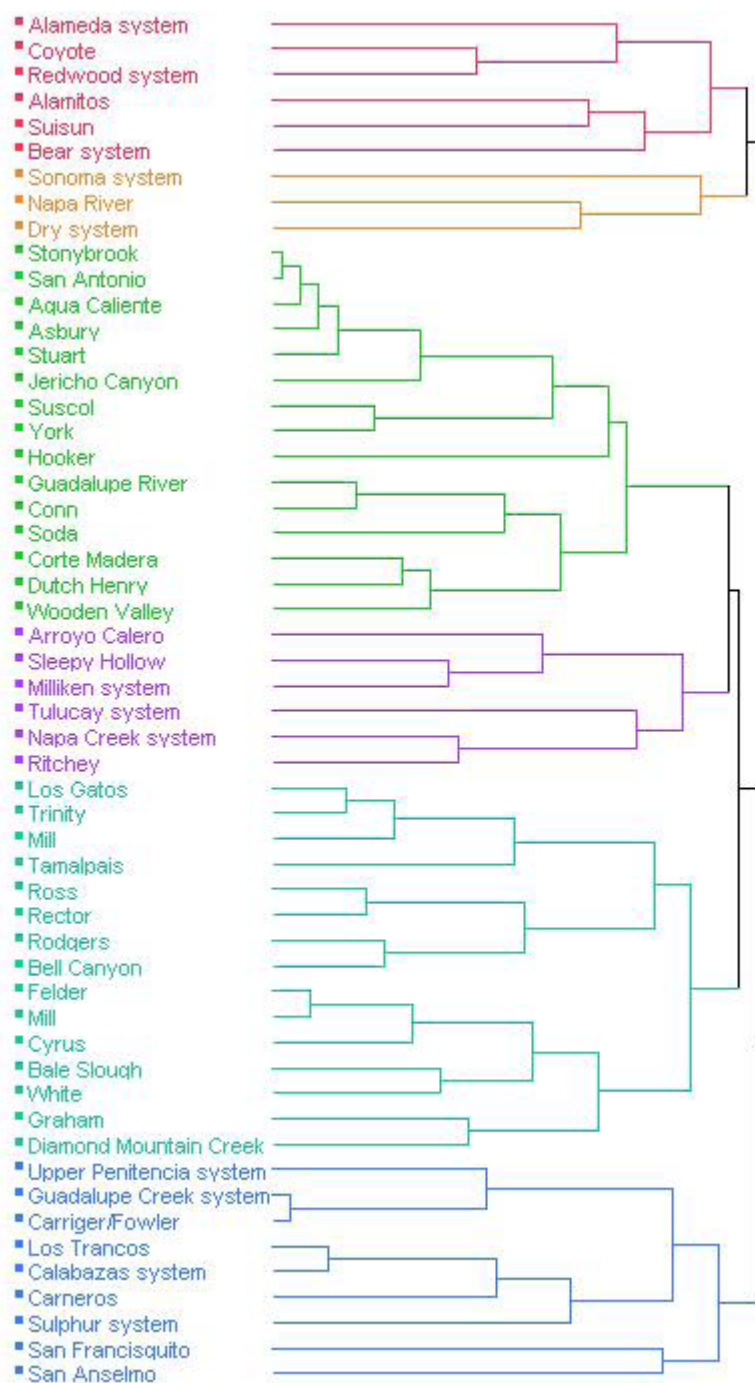 Alameda system
Coyote
Redwood system
Alamitos
Suisun
Bear system
Sonoma system
Napa River
Dry system
Stonybrook
San Antonio
Aqua Caliente
Asbury
Stuart
Jericho Canyon
Suscol
York
Hooker
Guadalupe River
Conn
Soda
Corte Madera
Dutch Henry
Wooden Valley
Arroyo Calero
Sleepy Hollow
Milliken system
Tulucay system
Napa Creek system
Ritchey
Los Gatos
Trinity
Mill
Tamalpais
Ross
Rector
Rodgers
Bell Canyon
Felder
Mill
Cyrus
Bale Slough
White
Graham
Diamond Mountain Creek
Upper Penitencia system
Guadalupe Creek system
Carriger/Fowler
Los Trancos
Calabazas system
Carneros
Sulphur system
San Francisquito
San Anselmo